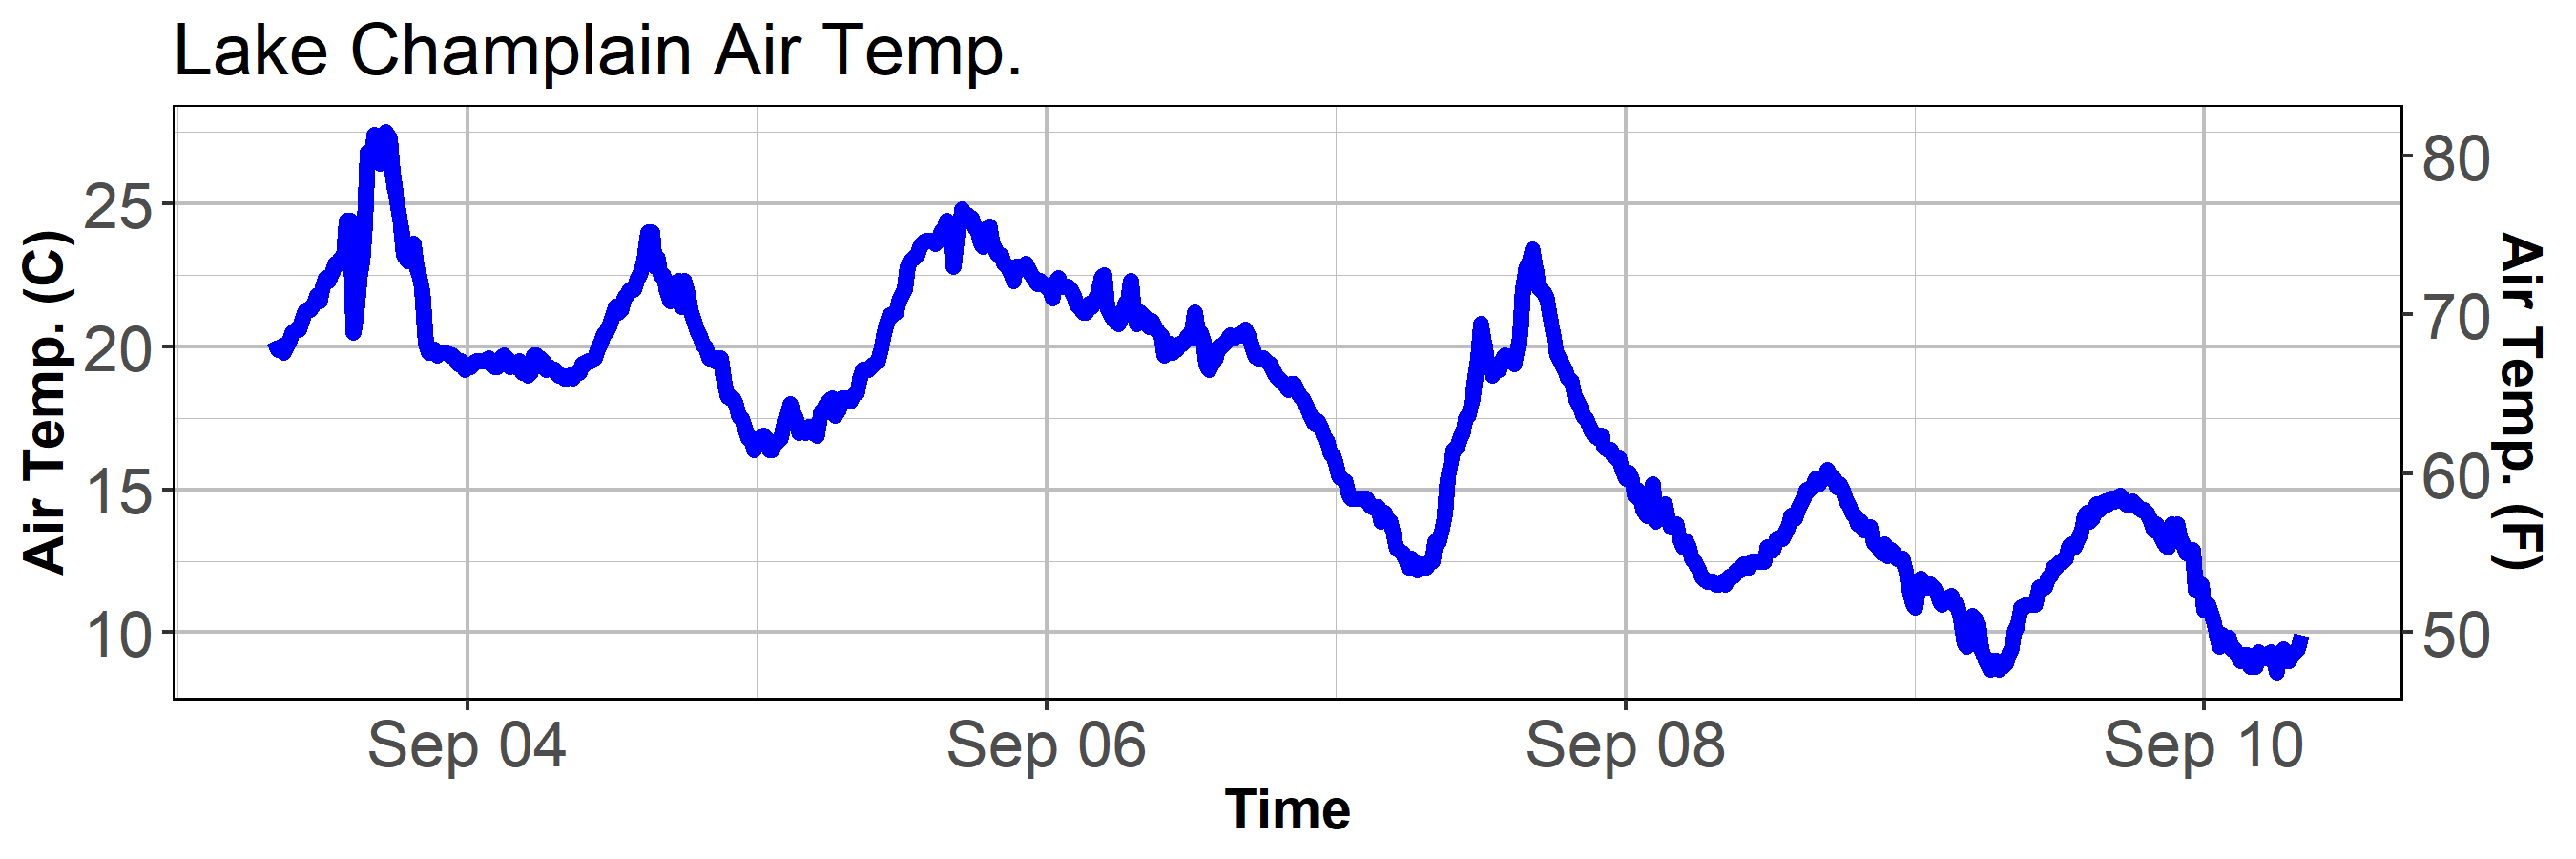 Lake Champlain Air Temp.
Air Temp. (C)
25
20
15
10
80
70
60
50
Air Temp. (F)
Sep 04
Sep 06
Sep 08
Sep 10
Time